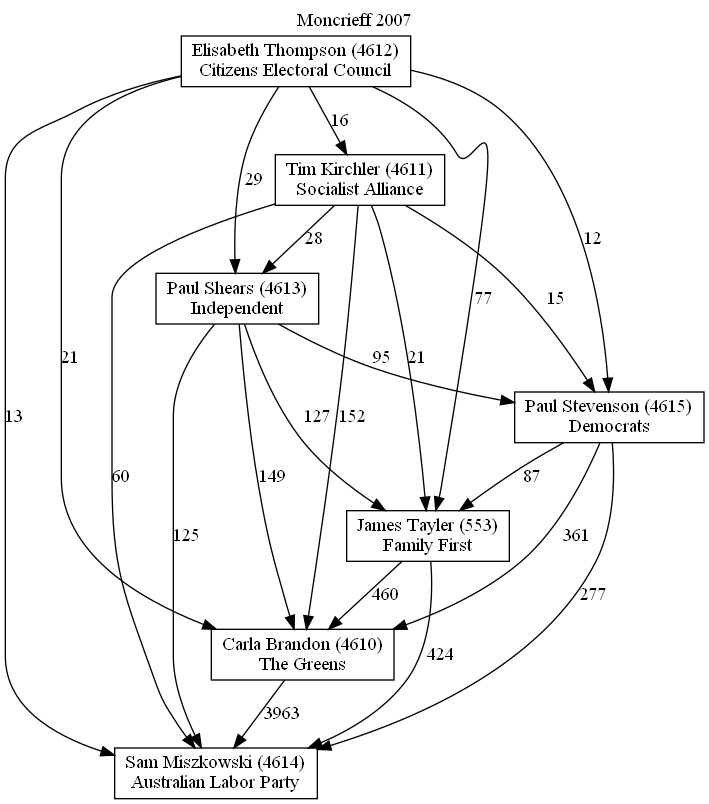 Moncrieff 2007
Elisabeth Thompson (4612)
Citizens Electoral Council
16
Tim Kirchler (4611)
Socialist Alliance
29
28
12
Paul Shears (4613)
Independent
77
15
21
95
21
13
127
152
Paul Stevenson (4615)
Democrats
60
149
87
125
James Tayler (553)
Family First
361
460
277
Carla Brandon (4610)
The Greens
424
3963
Sam Miszkowski (4614)
Australian Labor Party